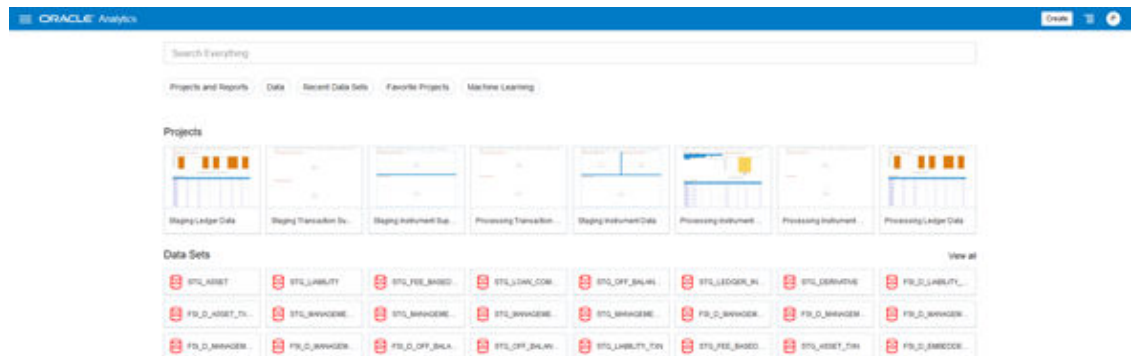 ORACLE Analytics Create P
Search Everything
Projects and Reports Data Recent Data Sets Favorite Projects Machine Learning
Projects
Staging Ledger Data Staging Transaction Su... Staging Instrument Sup... Processing Transaction ... Staging Instrument Data Processing Instrument ... Processing Instrument ... Processing Ledger Data
Data Sets View all
STG_ASSET STG_LIABILITY STG_FEE_BASED... STG_LOAN_COM... STG_OFF_BALAN... STG_LEDGER_IN... STG_DERIVATIVE FSI_D_LIABILITY_...
FSI_D_ASSET_TX... STG_MANAGEME... STG_MANAGEME... STG_MANAGEME... STG_MANAGEME... FSI_D_MANAGEM... FSI_D_MANAGEM... FSI_D_MANAGEM...
FSI_D_MANAGEM... FSI_D_MANAGEM... FSI_D_OFF_BALA... STG_OFF_BALAN... STG_LIABILITY_TXN STG_FEE_BASED... STG_ASSET_TXN FSI_D_EMBEDDE...